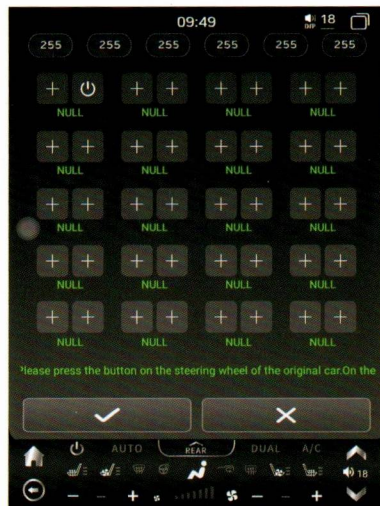 09:49 18
255 255 255 255 255 255
NULL NULL NULL NULL
NULL NULL NULL NULL
NULL NULL NULL NULL
NULL NULL NULL NULL
NULL NULL NULL NULL
Please press the button on the steering wheel of the original car.On the
AUTO REAR DUAL A/C
18